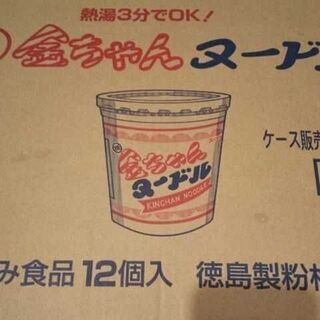 熱湯3分でOK!
金ちゃんヌードル
ケース販売
金ちゃん
ヌードル
KINCHAN NOODLE
み食品 12個入 徳島製粉